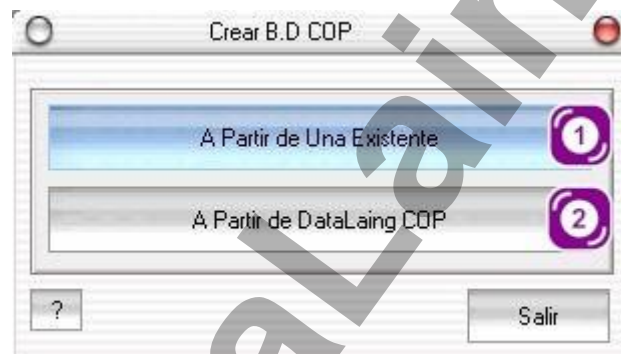 Crear B.D COP
A Partir de Una Existente
1
A Partir de DataLaing COP
2
?
Salir